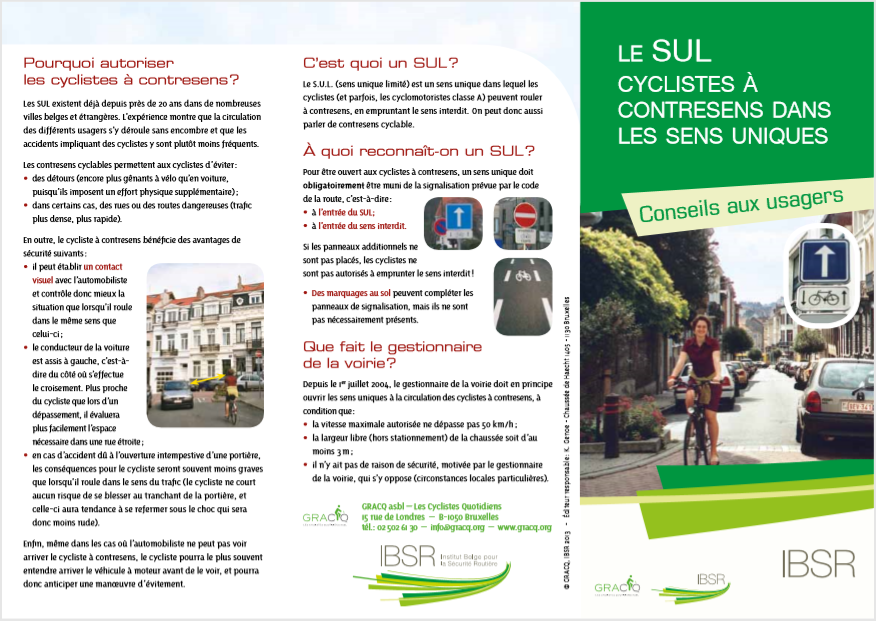 Pourquoi autoriser
les cyclistes à contresens?
Les SUL existent déjà depuis près de 20 ans dans de nombreuses
villes belges et étrangères. L'expérience montre que la circulation
des différents usagers s'y déroule sans encombre et que les
accidents impliquant des cyclistes y sont plutôt moins fréquents.
Les contresens cyclables permettent aux cyclistes d'éviter:
• des détours (encore plus gênants à vélo qu'en voiture,
puisqu'ils imposent un effort physique supplémentaire);
• dans certains cas, des rues ou des routes dangereuses (trafic
plus dense, plus rapide).
En outre, le cycliste à contresens bénéficie des avantages de
sécurité suivants:
• il peut établir un contact
visuel avec l'automobiliste
et contrôle donc mieux la
situation que lorsqu'il roule
dans le même sens que
celui-ci;
• le conducteur de la voiture
est assis à gauche, c'est-à-
dire du côté où s'effectue
le croisement. Plus proche
du cycliste que lors d'un
dépassement, il évaluera
plus facilement l'espace
nécessaire dans une rue étroite;
• en cas d'accident dû à l'ouverture intempestive d'une portière,
les conséquences pour le cycliste seront souvent moins graves
que lorsqu'il roule dans le sens du trafic (le cycliste ne court
aucun risque de se blesser au tranchant de la portière, et
celle-ci aura tendance à se refermer sous le choc qui sera
donc moins rude).
Enfin, même dans les cas où l'automobiliste ne peut pas voir
arriver le cycliste à contresens, le cycliste pourra le plus souvent
entendre arriver le véhicule à moteur avant de le voir, et pourra
donc anticiper une manœuvre d'évitement.
C'est quoi un SUL?
Le S.U.L. (sens unique limité) est un sens unique dans lequel les
cyclistes (et parfois, les cyclomotoristes classe A) peuvent rouler
à contresens, en empruntant le sens interdit. On peut donc aussi
parler de contresens cyclable.
À quoi reconnaît-on un SUL?
Pour être ouvert aux cyclistes à contresens, un sens unique doit
obligatoirement être muni de la signalisation prévue par le code
de la route, c'est-à-dire:
• à l'entrée du SUL;
• à l'entrée du sens interdit.
Si les panneaux additionnels ne
sont pas placés, les cyclistes ne
sont pas autorisés à emprunter le sens interdit!
• Des marquages au sol peuvent compléter les
panneaux de signalisation, mais ils ne sont
pas nécessairement présents.
Que fait le gestionnaire
de la voirie?
Depuis le 1er juillet 2004, le gestionnaire de la voirie doit en principe
ouvrir les sens uniques à la circulation des cyclistes à contresens, à
condition que:
• la vitesse maximale autorisée ne dépasse pas 50 km/h;
• la largeur libre (hors stationnement) de la chaussée soit d'au
moins 3 m;
• il n'y ait pas de raison de sécurité, motivée par le gestionnaire
de la voirie, qui s'y oppose (circonstances locales particulières).
GRACQ
GRACQ asbl – Les Cyclistes Quotidiens
15 rue de Londres – B-1050 Bruxelles
tél.: 02 502 61 30 – info@gracq.org – www.gracq.org
IBSR
Institut Belge pour
la Sécurité Routière
© GRACQ, IBSR 2013 – Éditeur responsable: K. Genoe - Chaussée de Haecht 1405 - 1130 Bruxelles
LE SUL
CYCLISTES À
CONTRESENS DANS
LES SENS UNIQUES
Conseils aux usagers
GRACQ
IBSR
IBSR